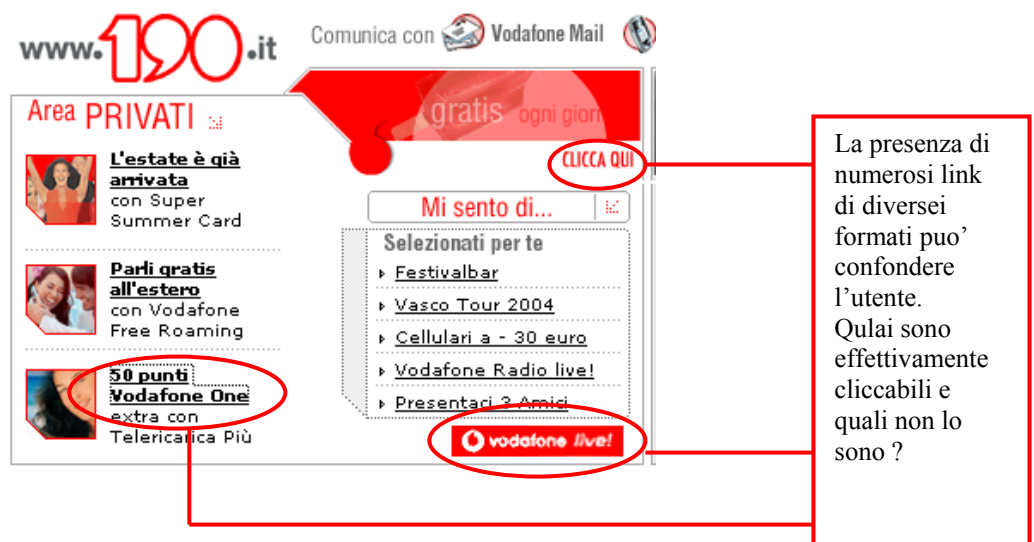 www.190.it
Comunica con Vodafone Mail
Area PRIVATI
gratis ogni giorn
CLICCA QUI
L'estate è già
arrivata
con Super
Summer Card
Parli gratis
all'estero
con Vodafone
Free Roaming
50 punti
Vodafone One
extra con
Telericarica Più
Mi sento di...
Selezionati per te
Festivalbar
Vasco Tour 2004
Cellulari a - 30 euro
Vodafone Radio live!
Presentaci 3 Amici
vodafone live!
La presenza di
numerosi link
di diversei
formati puo’
confondere
l’utente.
Qulai sono
effettivamente
cliccabili e
quali non lo
sono ?